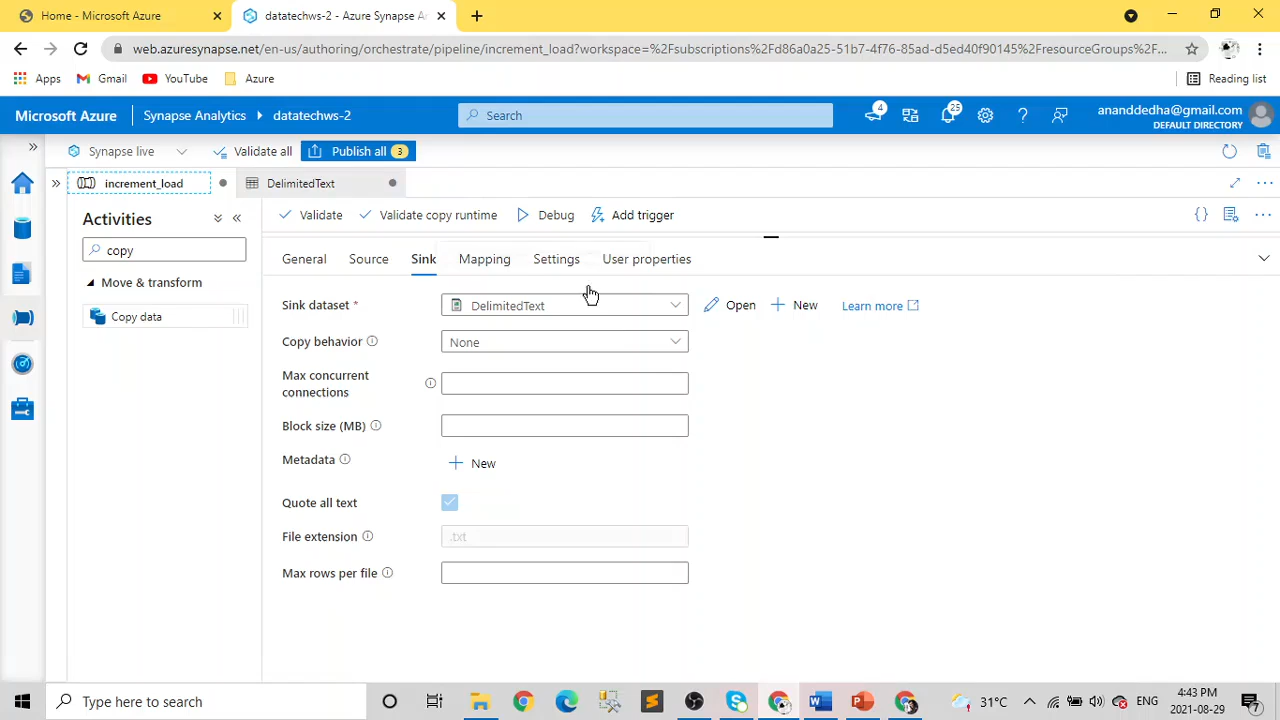 Home - Microsoft Azure
datatechws-2 - Azure Synapse An
web.azuresynapse.net/en-us/authoring/orchestrate/pipeline/increment_load?workspace=%2Fsubscriptions%2Fd86a0a25-51b7-4f76-85ad-d5ed40f90145%2FresourceGroups%2F...
Apps Gmail YouTube Azure Reading list
Microsoft Azure Synapse Analytics datatechws-2 Search 4 25 ananddedha@gmail.com
DEFAULT DIRECTORY
Synapse live Validate all Publish all 3
increment_load DelimitedText
Activities Validate Validate copy runtime Debug Add trigger
copy
General Source Sink Mapping Settings User properties
Move & transform
Copy data
Sink dataset * DelimitedText Open New Learn more
Copy behavior None
Max concurrent
connections
Block size (MB)
Metadata New
Quote all text
File extension .txt
Max rows per file
Type here to search 31°C ENG 4:43 PM
2021-08-29 7